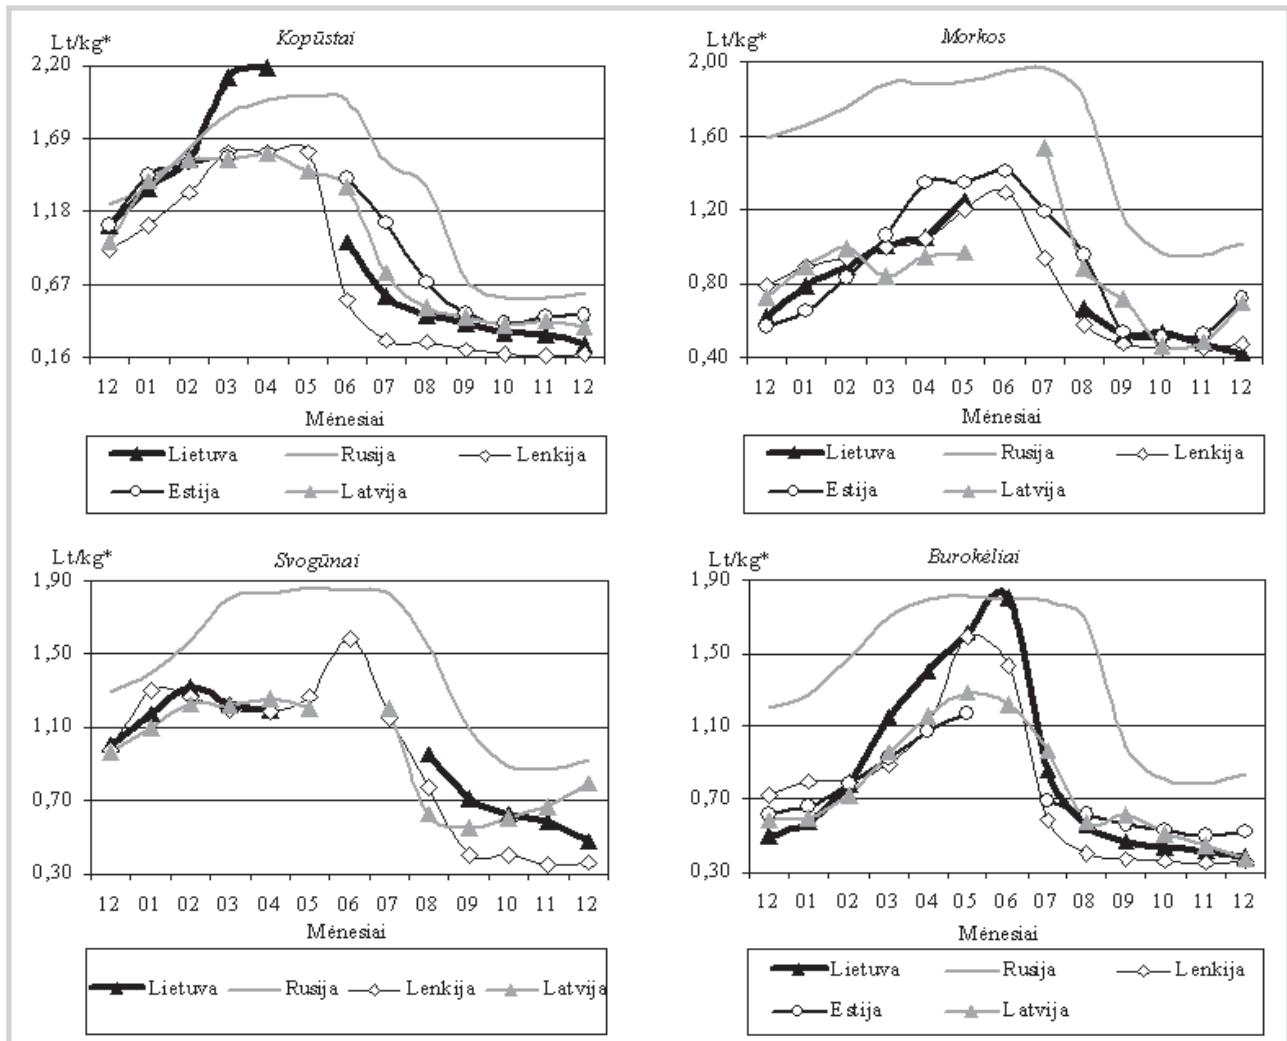 Kopūstai
Lt/kg*
2,20
1,69
1,18
0,67
0,16
12 01 02 03 04 05 06 07 08 09 10 11 12
Mėnesiai
Lietuva Rusija Lenkija
Estija Latvija
Morkos
Lt/kg*
2,00
1,60
1,20
0,80
0,40
12 01 02 03 04 05 06 07 08 09 10 11 12
Mėnesiai
Lietuva Rusija Lenkija
Estija Latvija
Svogūnai
Lt/kg*
1,90
1,50
1,10
0,70
0,30
12 01 02 03 04 05 06 07 08 09 10 11 12
Mėnesiai
Lietuva Rusija Lenkija Latvija
Burokėliai
Lt/kg*
1,90
1,50
1,10
0,70
0,30
12 01 02 03 04 05 06 07 08 09 10 11 12
Mėnesiai
Lietuva Rusija Lenkija
Estija Latvija